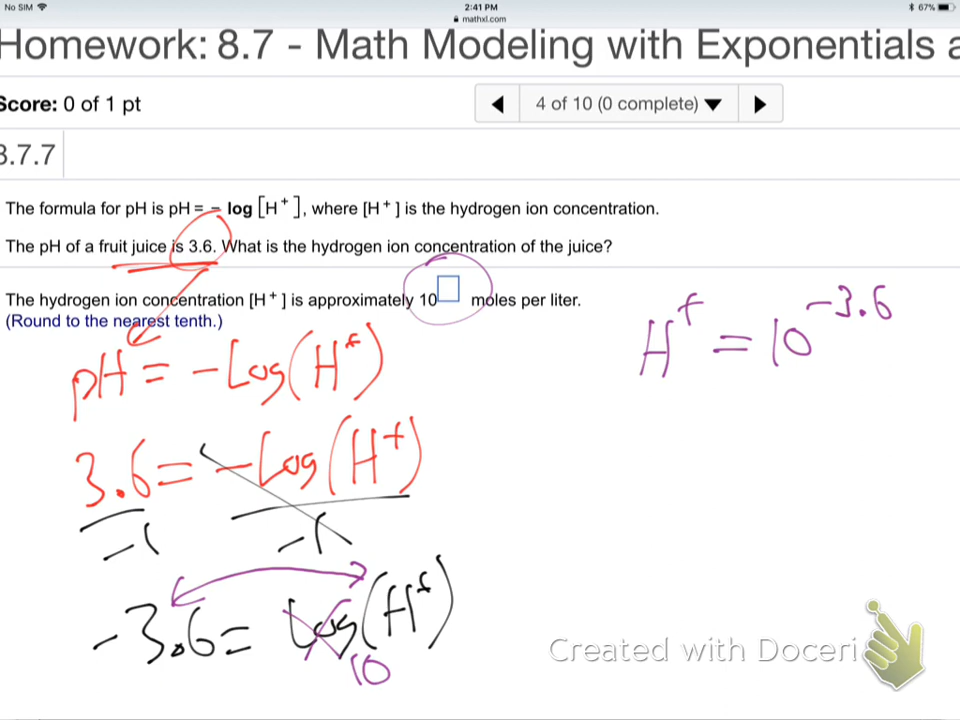 No SIM 2:41 PM 67%
mathxl.com
Homework: 8.7 - Math Modeling with Exponentials a
Score: 0 of 1 pt 4 of 10 (0 complete)
8.7.7
The formula for pH is pH = − log [H⁺], where [H⁺] is the hydrogen ion concentration.
The pH of a fruit juice is 3.6. What is the hydrogen ion concentration of the juice?
The hydrogen ion concentration [H⁺] is approximately 10 moles per liter.
(Round to the nearest tenth.)
H⁺ = 10^-3.6
pH = -Log(H⁺)
3.6 = -Log(H⁺)
-1 -1
-3.6 = Log(H⁺)
10
Created with Doceri